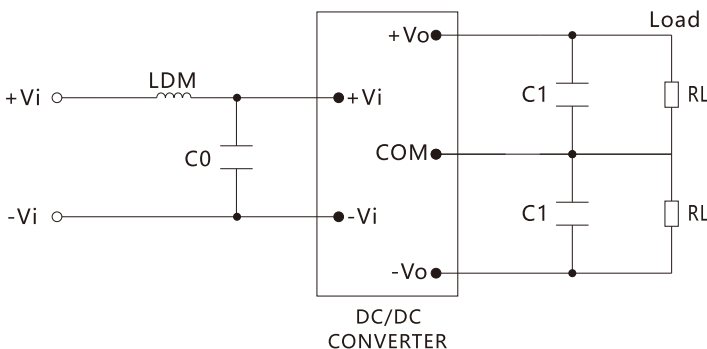 Load
+Vo
LDM
C1
RL
+Vi
+Vi
C0
COM
C1
RL
-Vi
-Vi
-Vo
DC/DC
CONVERTER